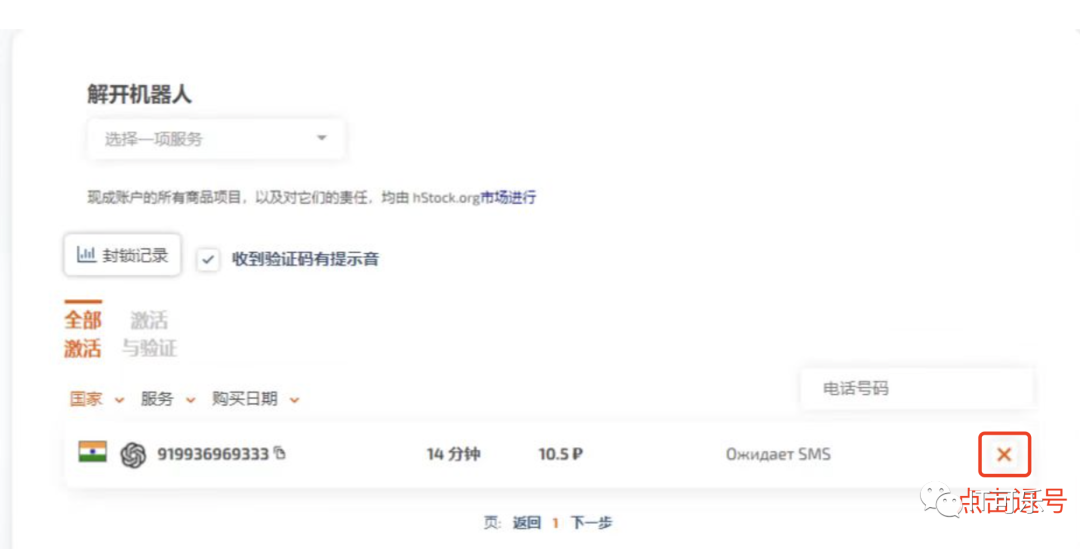 解开机器人
选择一项服务
现成账户的所有商品项目，以及对它们的责任，均由 hStock.org市场进行
封锁记录
收到验证码有提示音
全部 激活
激活 与验证
电话号码
国家 服务 购买日期
919936969333 14 分钟 10.5 ₽ Ожидает SMS
点击退号
页: 返回 1 下一步